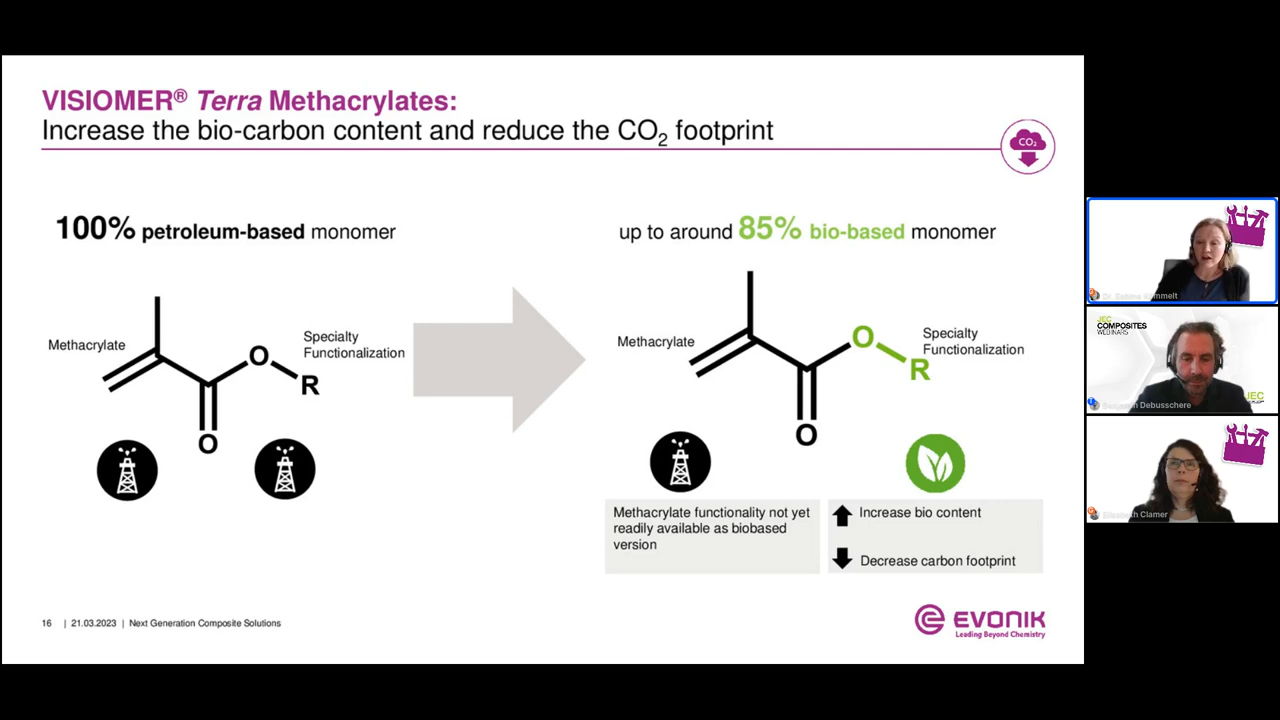 VISIOMER® Terra Methacrylates:
Increase the bio-carbon content and reduce the CO2 footprint
CO2
100% petroleum-based monomer
up to around 85% bio-based monomer
Methacrylate
Specialty
Functionalization
O
R
O
Methacrylate
Specialty
Functionalization
O
R
O
Methacrylate functionality not yet
readily available as biobased
version
Increase bio content
Decrease carbon footprint
16 | 21.03.2023 | Next Generation Composite Solutions
EVONIK
Leading Beyond Chemistry
JEC
COMPOSITES
WEBINARS
JEC
Debusschere
Clamer